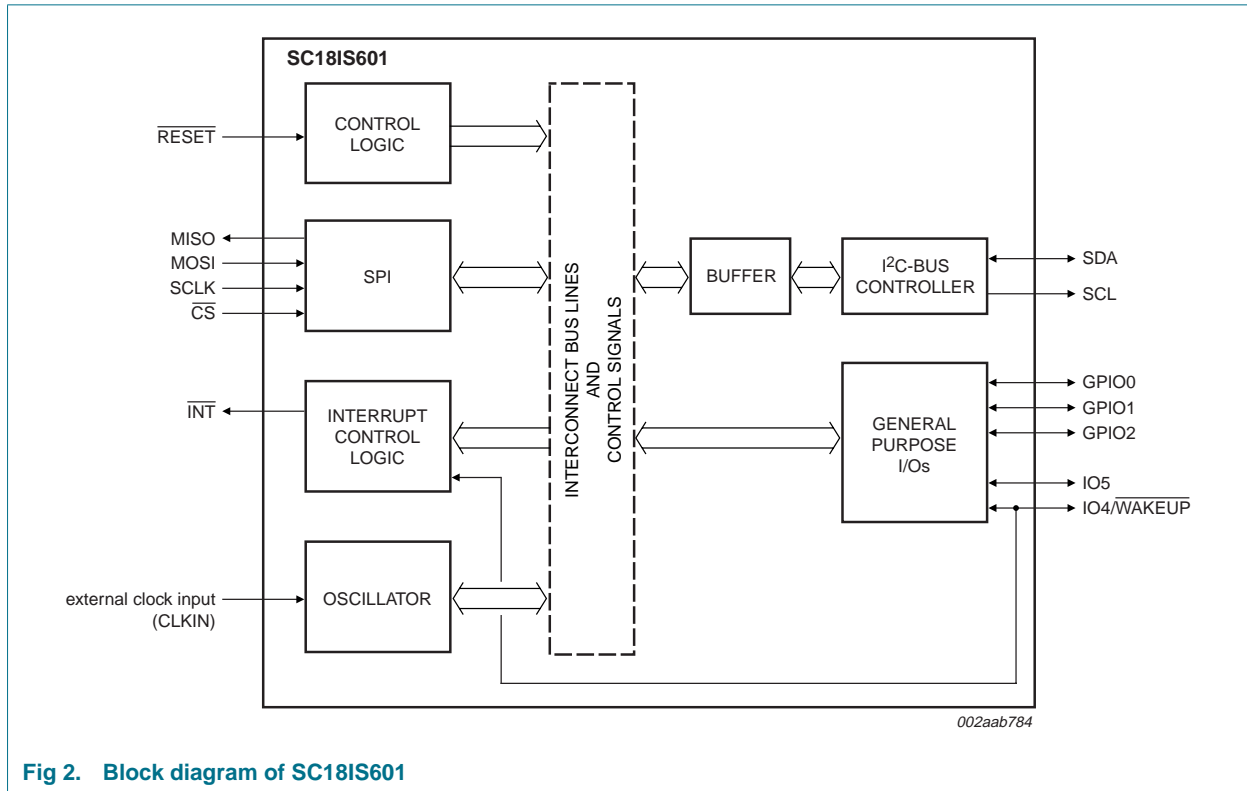 SC18IS601
RESET
CONTROL
LOGIC
MISO
MOSI
SCLK
CS
SPI
INT
INTERRUPT
CONTROL
LOGIC
external clock input
(CLKIN)
OSCILLATOR
INTERCONNECT BUS LINES
AND
CONTROL SIGNALS
BUFFER
I²C-BUS
CONTROLLER
SDA
SCL
GENERAL
PURPOSE
I/Os
GPIO0
GPIO1
GPIO2
IO5
IO4/WAKEUP
002aab784
Fig 2. Block diagram of SC18IS601